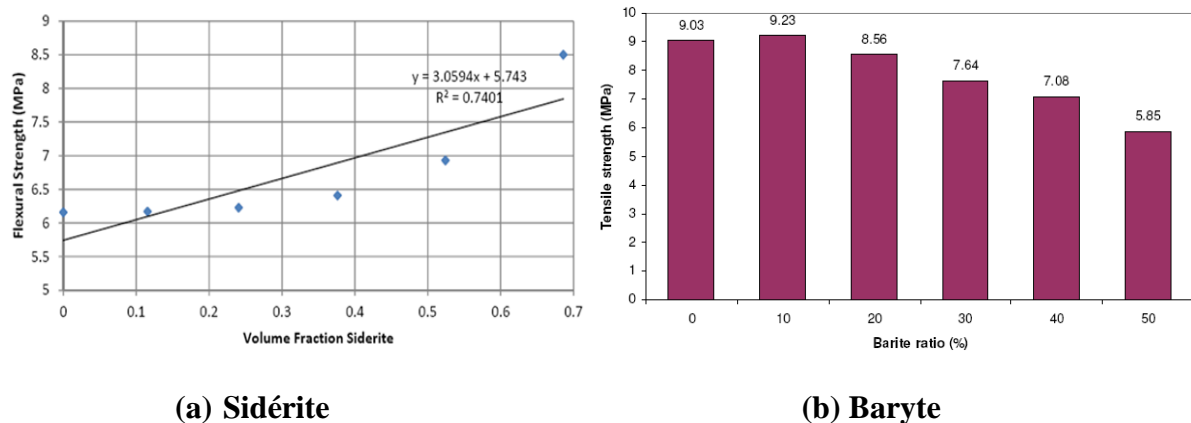 9
8.5
8
7.5
7
6.5
6
5.5
5
Flexural Strength (MPa)
y = 3.0594x + 5.743
R² = 0.7401
0 0.1 0.2 0.3 0.4 0.5 0.6 0.7
Volume Fraction Siderite
(a) Sidérite
10
9
8
7
6
5
4
3
2
1
0
Tensile strength (MPa)
9.03 9.23 8.56 7.64 7.08 5.85
0 10 20 30 40 50
Barite ratio (%)
(b) Baryte